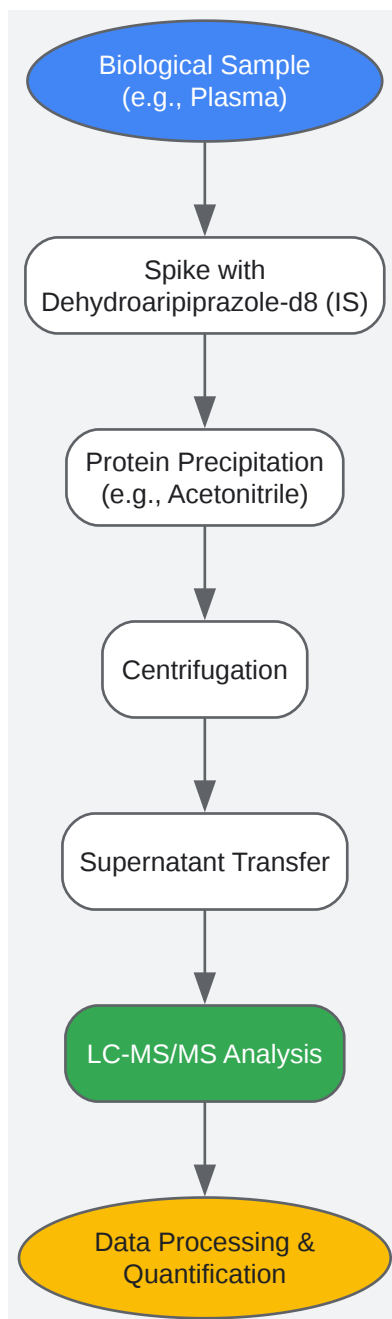 Biological Sample
(e.g., Plasma)
Spike with
Dehydroaripiprazole-d8 (IS)
Protein Precipitation
(e.g., Acetonitrile)
Centrifugation
Supernatant Transfer
LC-MS/MS Analysis
Data Processing &
Quantification